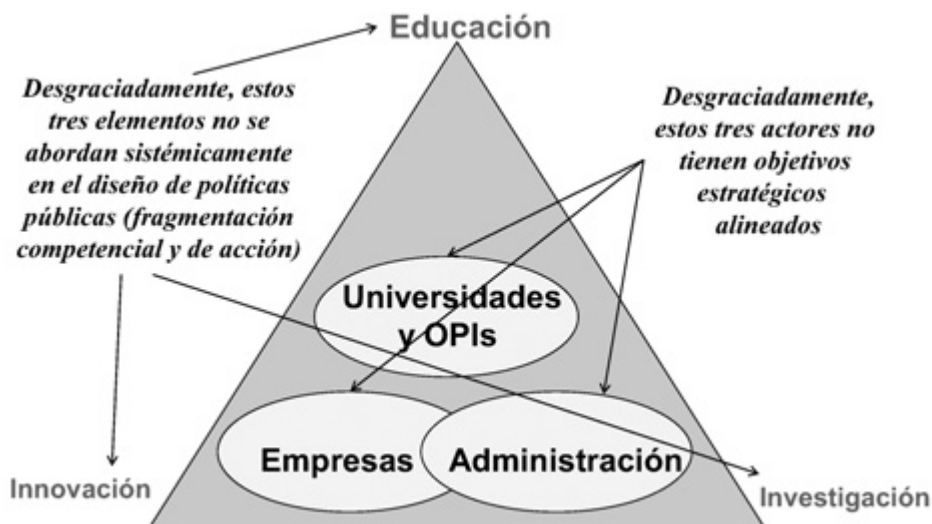 Educación
Desgraciadamente, estos
tres elementos no se
abordan sistémicamente
en el diseño de políticas
públicas (fragmentación
competencial y de acción)
Desgraciadamente,
estos tres actores no
tienen objetivos
estratégicos
alineados
Universidades
y OPIs
Empresas
Administración
Innovación
Investigación